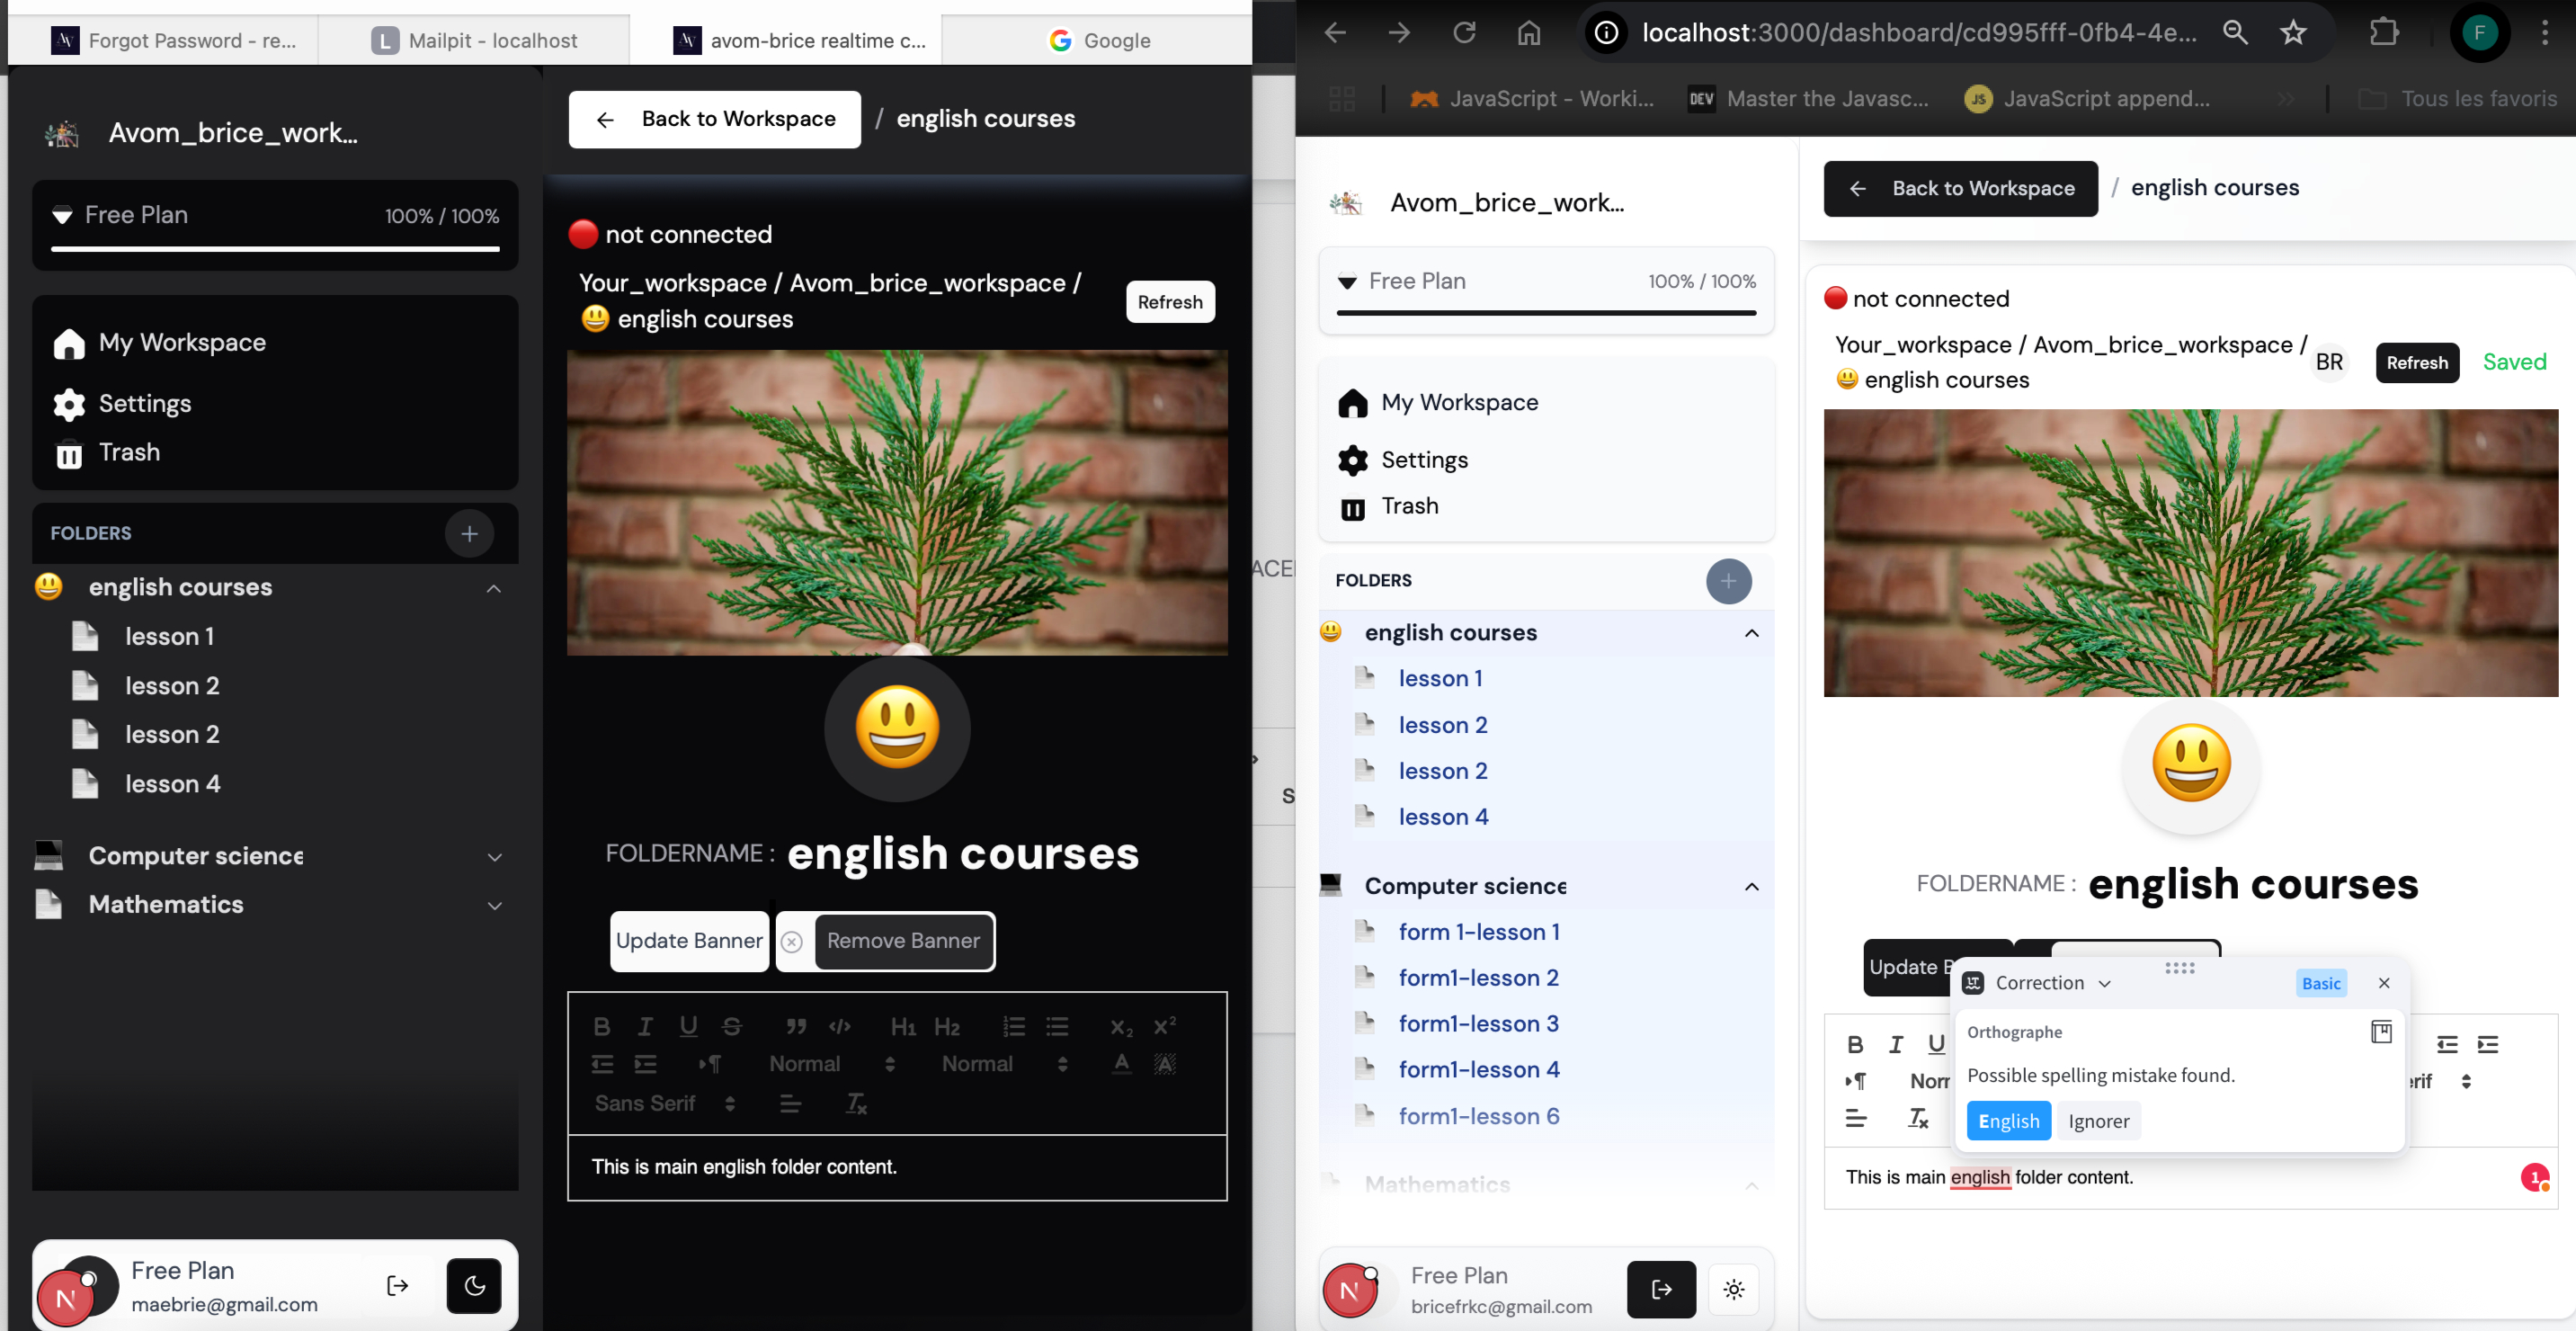 Forgot Password - re...
Mailpit - localhost
avom-brice realtime c...
Google
Avom_brice_work...
Free Plan
100% / 100%
My Workspace
Settings
Trash
FOLDERS
english courses
lesson 1
lesson 2
lesson 2
lesson 4
Computer science
Mathematics
Free Plan
maebrie@gmail.com
N
Back to Workspace / english courses
not connected
Your_workspace / Avom_brice_workspace /
😃 english courses
Refresh
FOLDERNAME : english courses
Update Banner
Remove Banner
B I U S H1 H2 X2 X2
Normal Normal A A
Sans Serif Tx
This is main english folder content.
ACE
S
localhost:3000/dashboard/cd995fff-0fb4-4e...
F
JavaScript - Worki...
DEV Master the Javasc...
JS JavaScript append...
Tous les favoris
Avom_brice_work...
Free Plan
100% / 100%
My Workspace
Settings
Trash
FOLDERS
english courses
lesson 1
lesson 2
lesson 2
lesson 4
Computer science
form 1-lesson 1
form1-lesson 2
form1-lesson 3
form1-lesson 4
form1-lesson 6
Mathematics
N
Free Plan
bricefrkc@gmail.com
Back to Workspace / english courses
not connected
Your_workspace / Avom_brice_workspace /
😃 english courses
BR
Refresh
Saved
FOLDERNAME : english courses
Update B
Correction
Basic
Orthographe
Possible spelling mistake found.
English
Ignorer
B I U
Norr
erif
Tx
This is main english folder content.
1